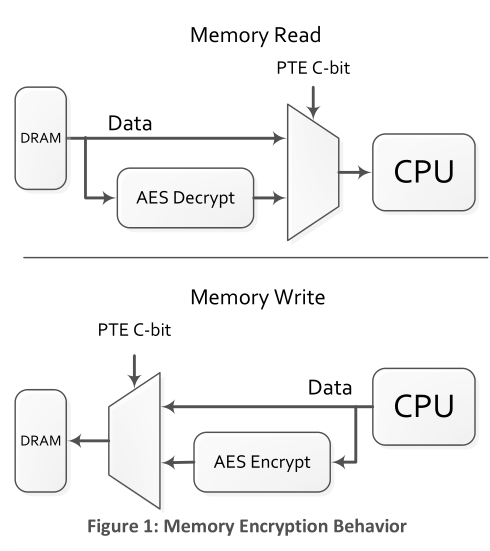 Memory Read
PTE C-bit
DRAM
Data
AES Decrypt
CPU
Memory Write
PTE C-bit
Data
CPU
DRAM
AES Encrypt
Figure 1: Memory Encryption Behavior